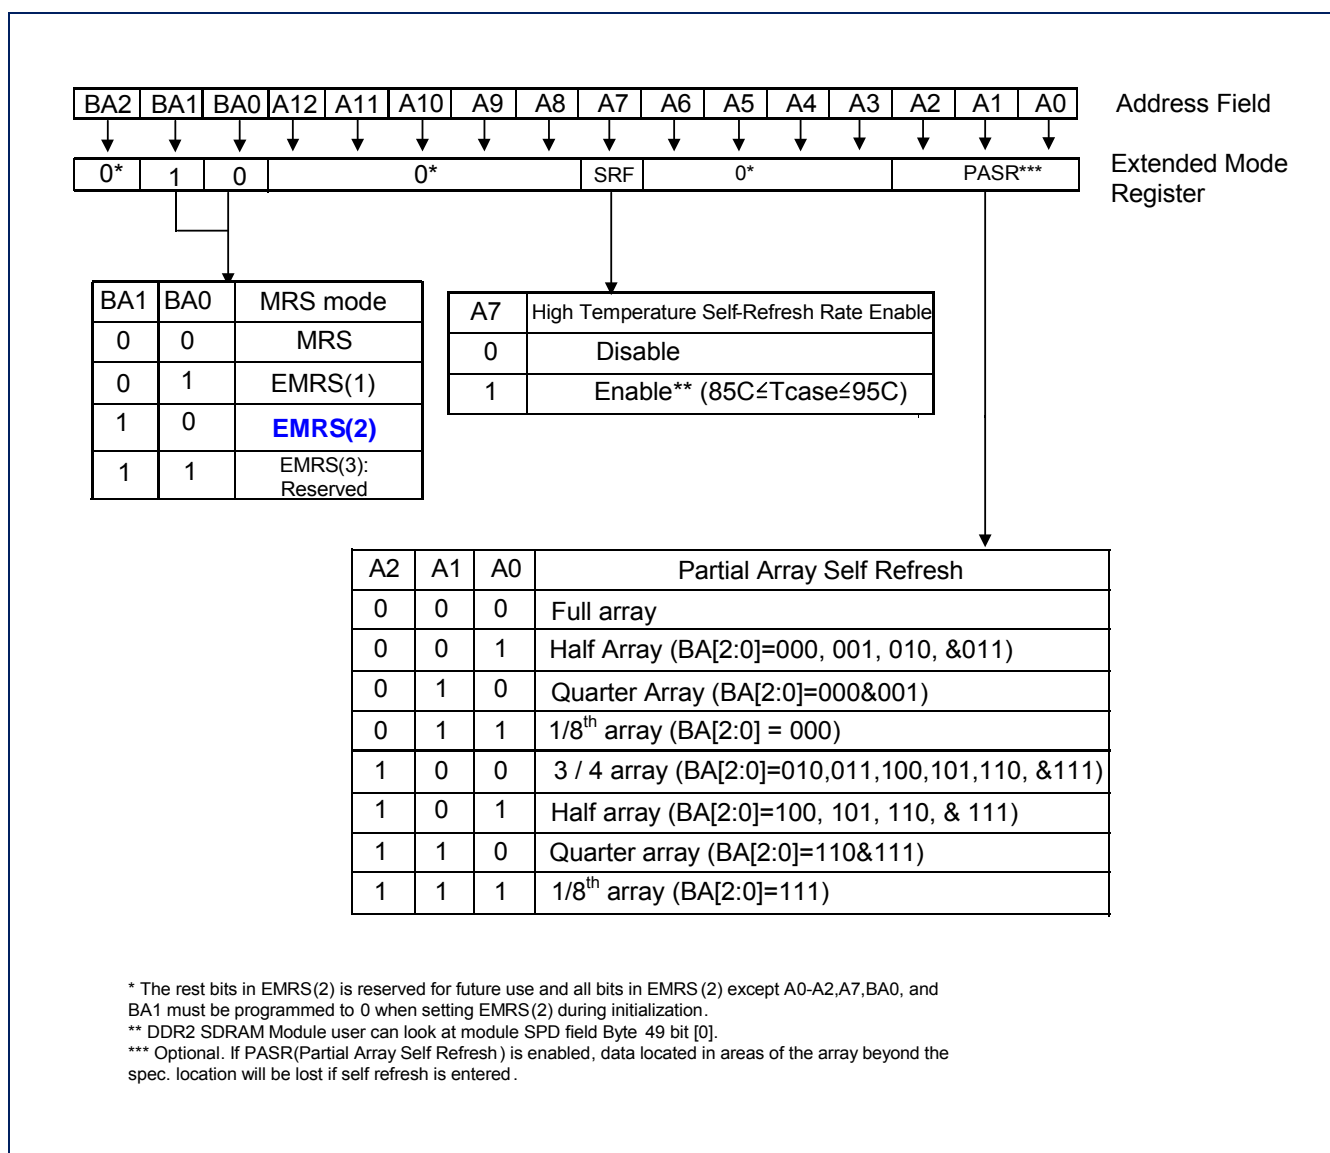 BA2 BA1 BA0 A12 A11 A10 A9 A8 A7 A6 A5 A4 A3 A2 A1 A0 Address Field
0* 1 0 0* SRF 0* PASR*** Extended Mode
Register
BA1 BA0 MRS mode
0 0 MRS
0 1 EMRS(1)
1 0 EMRS(2)
1 1 EMRS(3):
Reserved
A7 High Temperature Self-Refresh Rate Enable
0 Disable
1 Enable** (85C≤Tcase≤95C)
A2 A1 A0 Partial Array Self Refresh
0 0 0 Full array
0 0 1 Half Array (BA[2:0]=000, 001, 010, &011)
0 1 0 Quarter Array (BA[2:0]=000&001)
0 1 1 1/8th array (BA[2:0] = 000)
1 0 0 3 / 4 array (BA[2:0]=010,011,100,101,110, &111)
1 0 1 Half array (BA[2:0]=100, 101, 110, & 111)
1 1 0 Quarter array (BA[2:0]=110&111)
1 1 1 1/8th array (BA[2:0]=111)
* The rest bits in EMRS(2) is reserved for future use and all bits in EMRS(2) except A0-A2,A7,BA0, and
BA1 must be programmed to 0 when setting EMRS(2) during initialization.
** DDR2 SDRAM Module user can look at module SPD field Byte 49 bit [0].
*** Optional. If PASR(Partial Array Self Refresh) is enabled, data located in areas of the array beyond the
spec. location will be lost if self refresh is entered.